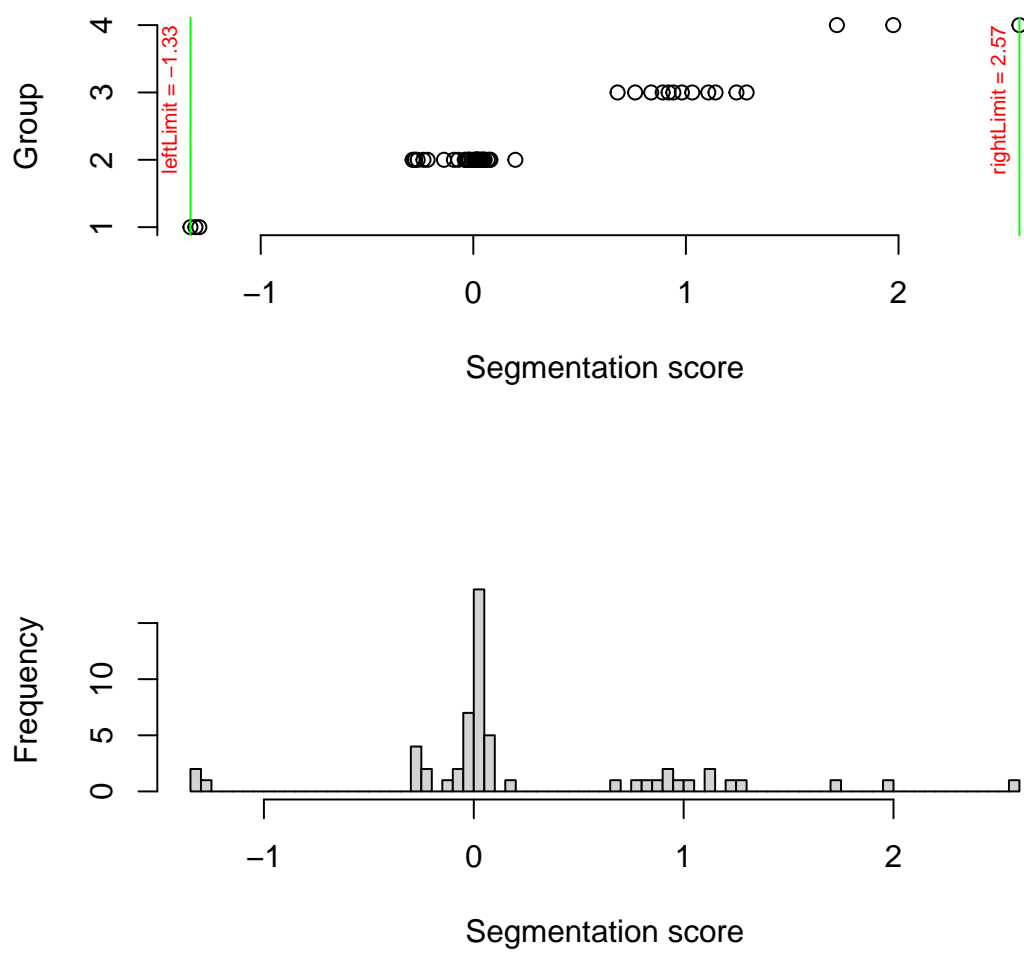 4
3
2
1
Group
leftLimit = −1.33
rightLimit = 2.57
−1 0 1 2
Segmentation score
10
5
0
Frequency
−1 0 1 2
Segmentation score